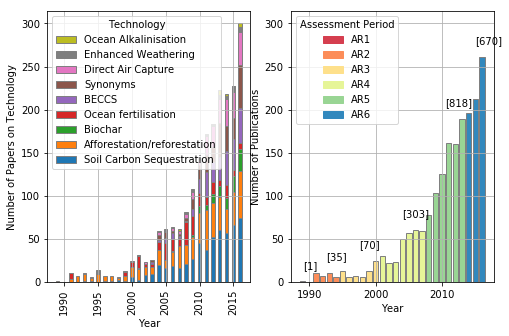 Technology
Ocean Alkalinisation
Enhanced Weathering
Direct Air Capture
Synonyms
BECCS
Ocean fertilisation
Biochar
Afforestation/reforestation
Soil Carbon Sequestration
Number of Papers on Technology
300
250
200
150
100
50
0
1990
1995
2000
2005
2010
2015
Year
Assessment Period
AR1
AR2
AR3
AR4
AR5
AR6
Number of Publications
300
250
200
150
100
50
0
[1]
[35]
[70]
[303]
[818]
[670]
1990
2000
2010
Year